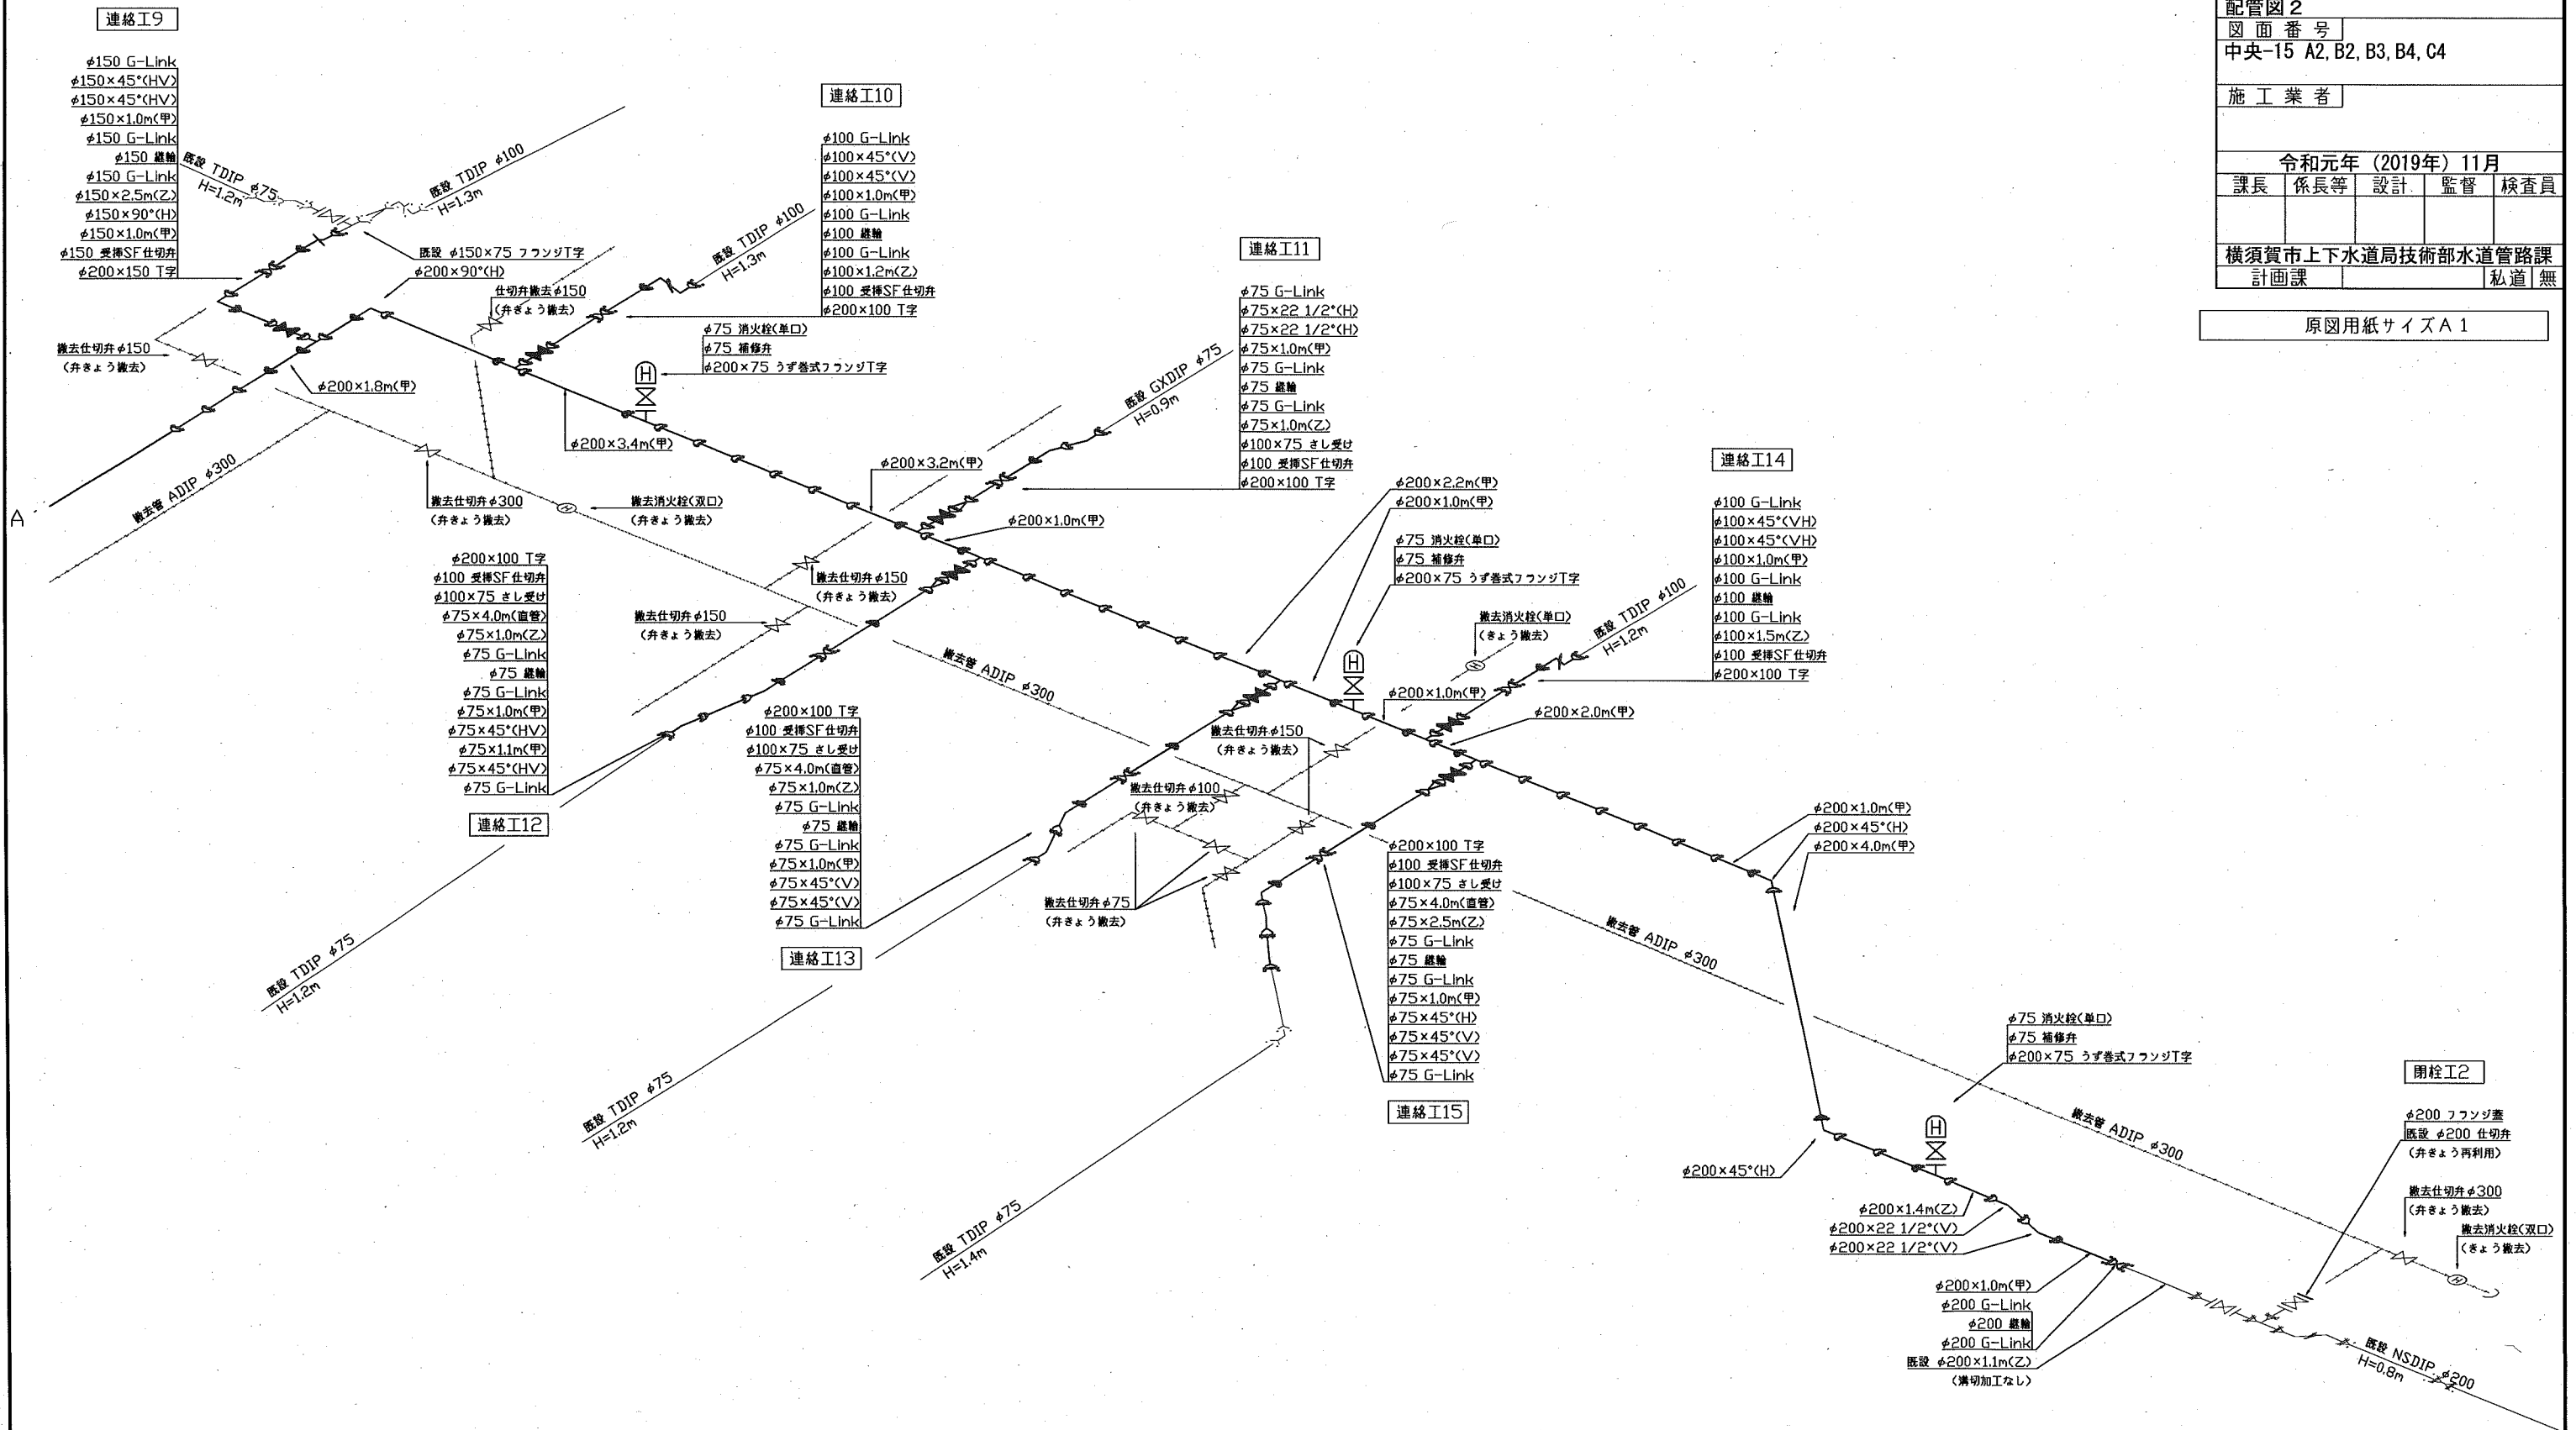 配管図2
図面番号
中央-15 A2,B2,B3,B4,C4
施工業者
令和元年 (2019年) 11月
課長 係長等 設計 監督 検査員
横須賀市上下水道局技術部水道管路課
計画課 私道 無
原図用紙サイズA1
連絡工9
φ150 G-Link
φ150×45°(HV)
φ150×45°(HV)
φ150×1.0m(甲)
φ150 G-Link
φ150 継輪
φ150 G-Link
φ150×2.5m(乙)
φ150×90°(H)
φ150×1.0m(甲)
φ150 受挿SF仕切弁
φ200×150 T字
既設 TDIP φ75
H=1.2m
既設 TDIP φ100
H=1.3m
既設 φ150×75 フランジT字
φ200×90°(H)
撤去仕切弁φ150
(弁きょう撤去)
φ200×1.8m(甲)
A
撤去管 ADIP φ300
仕切弁撤去φ150
(弁きょう撤去)
連絡工10
φ100 G-Link
φ100×45°(V)
φ100×45°(V)
φ100×1.0m(甲)
φ100 G-Link
φ100 継輪
φ100 G-Link
φ100×1.2m(乙)
φ100 受挿SF仕切弁
φ200×100 T字
既設 TDIP φ100
H=1.3m
φ75 消火栓(単口)
φ75 補修弁
φ200×75 うず巻式フランジT字
H
φ200×3.4m(甲)
撤去仕切弁φ300
(弁きょう撤去)
H
撤去消火栓(双口)
(弁きょう撤去)
連絡工11
φ75 G-Link
φ75×22 1/2°(H)
φ75×22 1/2°(H)
φ75×1.0m(甲)
φ75 G-Link
φ75 継輪
φ75 G-Link
φ75×1.0m(乙)
φ100×75 さし受け
φ100 受挿SF仕切弁
φ200×100 T字
既設 GXDIP φ75
H=0.9m
φ200×3.2m(甲)
φ200×1.0m(甲)
撤去仕切弁φ150
(弁きょう撤去)
撤去仕切弁φ150
(弁きょう撤去)
φ200×100 T字
φ100 受挿SF仕切弁
φ100×75 さし受け
φ75×4.0m(直管)
φ75×1.0m(乙)
φ75 G-Link
φ75 継輪
φ75 G-Link
φ75×1.0m(甲)
φ75×45°(HV)
φ75×1.1m(甲)
φ75×45°(HV)
φ75 G-Link
連絡工12
既設 TDIP φ75
H=1.2m
撤去管 ADIP φ300
φ200×2.2m(甲)
φ200×1.0m(甲)
φ75 消火栓(単口)
φ75 補修弁
φ200×75 うず巻式フランジT字
H
φ200×100 T字
φ100 受挿SF仕切弁
φ100×75 さし受け
φ75×4.0m(直管)
φ75×1.0m(乙)
φ75 G-Link
φ75 継輪
φ75 G-Link
φ75×1.0m(甲)
φ75×45°(V)
φ75×45°(V)
φ75 G-Link
連絡工13
既設 TDIP φ75
H=1.2m
撤去消火栓(単口)
(きょう撤去)
H
連絡工14
φ100 G-Link
φ100×45°(VH)
φ100×45°(VH)
φ100×1.0m(甲)
φ100 G-Link
φ100 継輪
φ100 G-Link
φ100×1.5m(乙)
φ100 受挿SF仕切弁
φ200×100 T字
既設 TDIP φ100
H=1.2m
φ200×1.0m(甲)
φ200×2.0m(甲)
撤去仕切弁φ150
(弁きょう撤去)
撤去仕切弁φ100
(弁きょう撤去)
撤去仕切弁φ75
(弁きょう撤去)
φ200×100 T字
φ100 受挿SF仕切弁
φ100×75 さし受け
φ75×4.0m(直管)
φ75×2.5m(乙)
φ75 G-Link
φ75 継輪
φ75 G-Link
φ75×1.0m(甲)
φ75×45°(H)
φ75×45°(V)
φ75×45°(V)
φ75 G-Link
連絡工15
既設 TDIP φ75
H=1.4m
φ200×1.0m(甲)
φ200×45°(H)
φ200×4.0m(甲)
撤去管 ADIP φ300
φ200×45°(H)
φ75 消火栓(単口)
φ75 補修弁
φ200×75 うず巻式フランジT字
H
撤去管 ADIP φ300
φ200×1.4m(乙)
φ200×22 1/2°(V)
φ200×22 1/2°(V)
φ200×1.0m(甲)
φ200 G-Link
φ200 継輪
φ200 G-Link
既設 φ200×1.1m(乙)
(溝切加工なし)
閉栓工2
φ200 フランジ蓋
既設 φ200 仕切弁
(弁きょう再利用)
撤去仕切弁φ300
(弁きょう撤去)
撤去消火栓(双口)
(きょう撤去)
H
既設 NSDIP φ200
H=0.8m